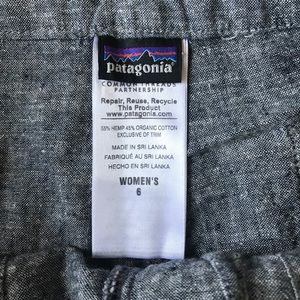 patagonia
COMMON THREADS
PARTNERSHIP
Repair, Reuse, Recycle
This Product
www.patagonia.com
55% HEMP 45% ORGANIC COTTON
EXCLUSIVE OF TRIM
MADE IN SRI LANKA
FABRIQUÉ AU SRI LANKA
HECHO EN SRI LANKA
WOMEN'S
6